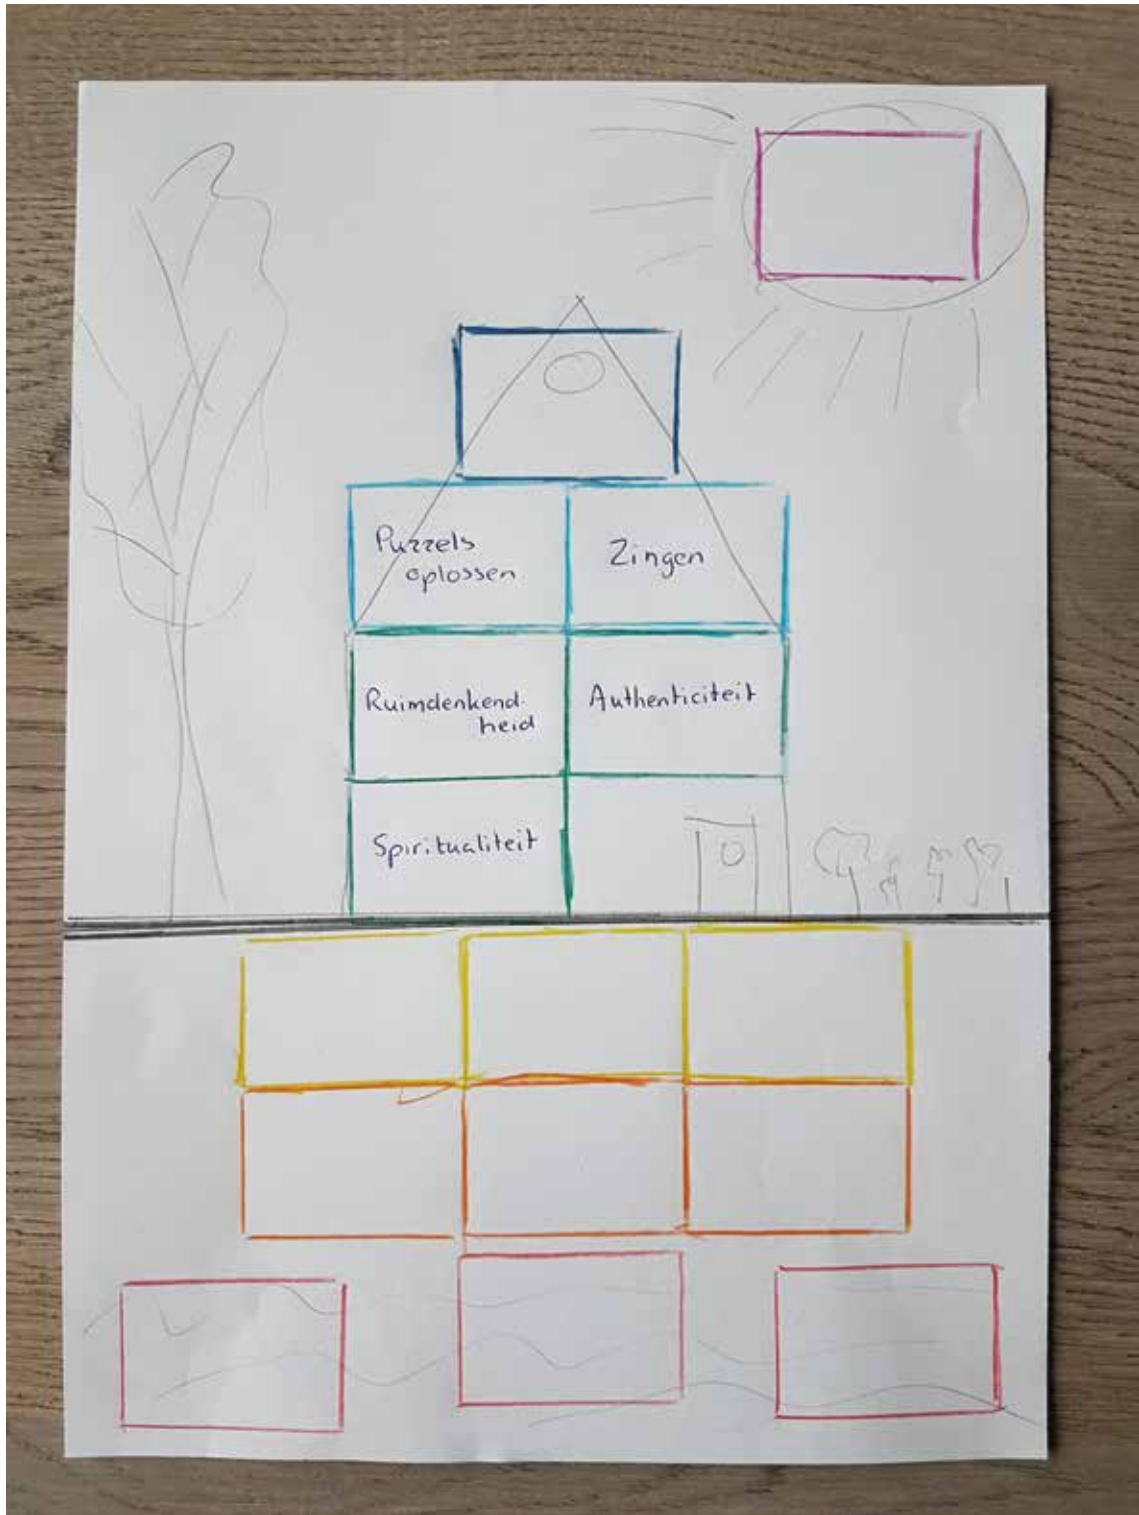 Puzzels
oplossen
Zingen
Ruimdenkend-
heid
Authenticiteit
Spiritualiteit